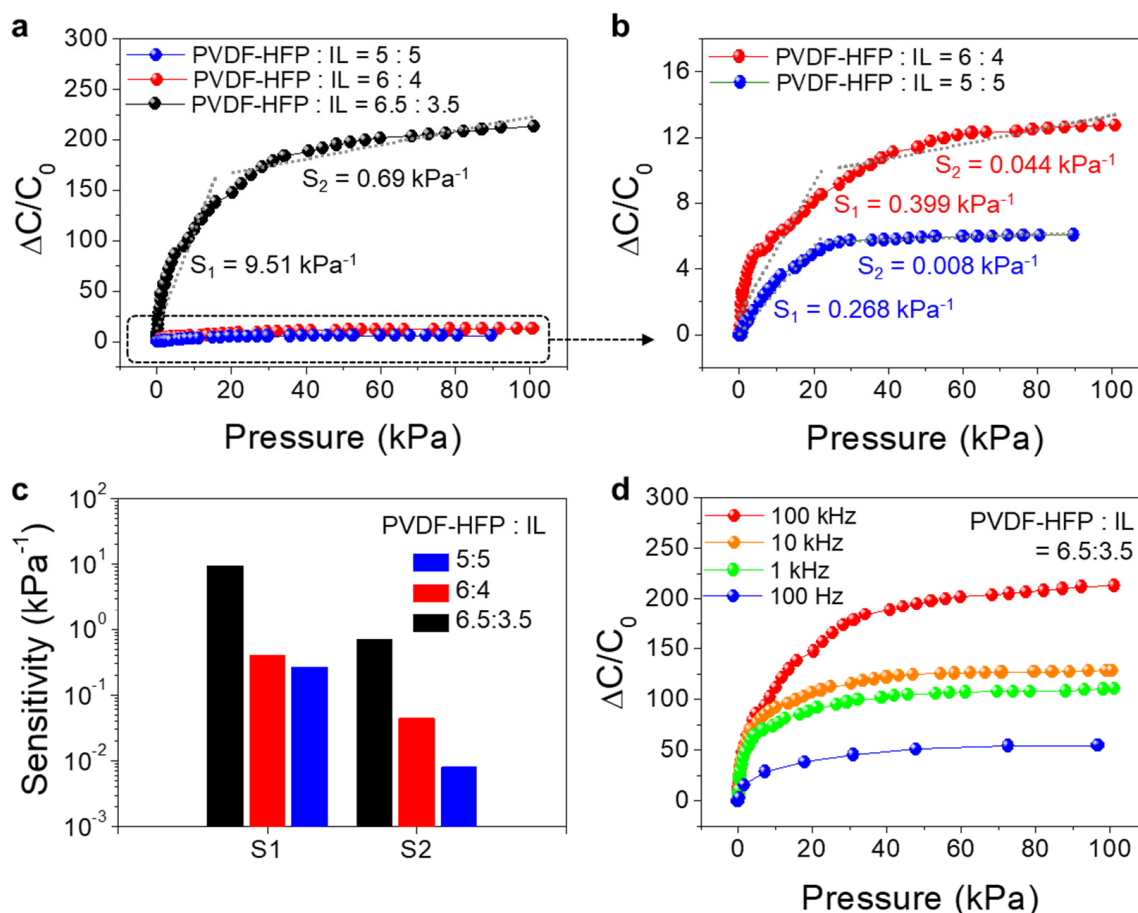 a
300
250
200
150
100
50
0
ΔC/C₀
PVDF-HFP : IL = 5 : 5
PVDF-HFP : IL = 6 : 4
PVDF-HFP : IL = 6.5 : 3.5
S₂ = 0.69 kPa⁻¹
S₁ = 9.51 kPa⁻¹
0 20 40 60 80 100
Pressure (kPa)
b
16
12
8
4
0
ΔC/C₀
PVDF-HFP : IL = 6 : 4
PVDF-HFP : IL = 5 : 5
S₂ = 0.044 kPa⁻¹
S₁ = 0.399 kPa⁻¹
S₂ = 0.008 kPa⁻¹
S₁ = 0.268 kPa⁻¹
0 20 40 60 80 100
Pressure (kPa)
c
10²
10¹
10⁰
10⁻¹
10⁻²
10⁻³
Sensitivity (kPa⁻¹)
PVDF-HFP : IL
5:5
6:4
6.5:3.5
S1 S2
d
300
250
200
150
100
50
0
ΔC/C₀
100 kHz
10 kHz
1 kHz
100 Hz
PVDF-HFP : IL
= 6.5:3.5
0 20 40 60 80 100
Pressure (kPa)